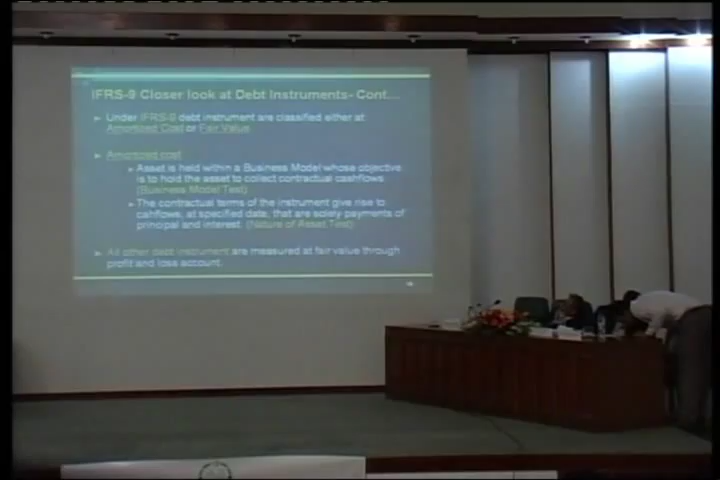 IFRS-9 Closer look at Debt Instruments- Cont...
Under IFRS-9 debt instrument are classified either at
Amortized Cost or Fair Value
Amortized cost
Asset is held within a Business Model whose objective
is to hold the asset to collect contractual cashflows.
(Business Model Test)
The contractual terms of the instrument give rise to
cashflows, at specified date, that are solely payments of
principal and interest. (Nature of Asset Test)
All other debt instrument are measured at fair value through
profit and loss account.